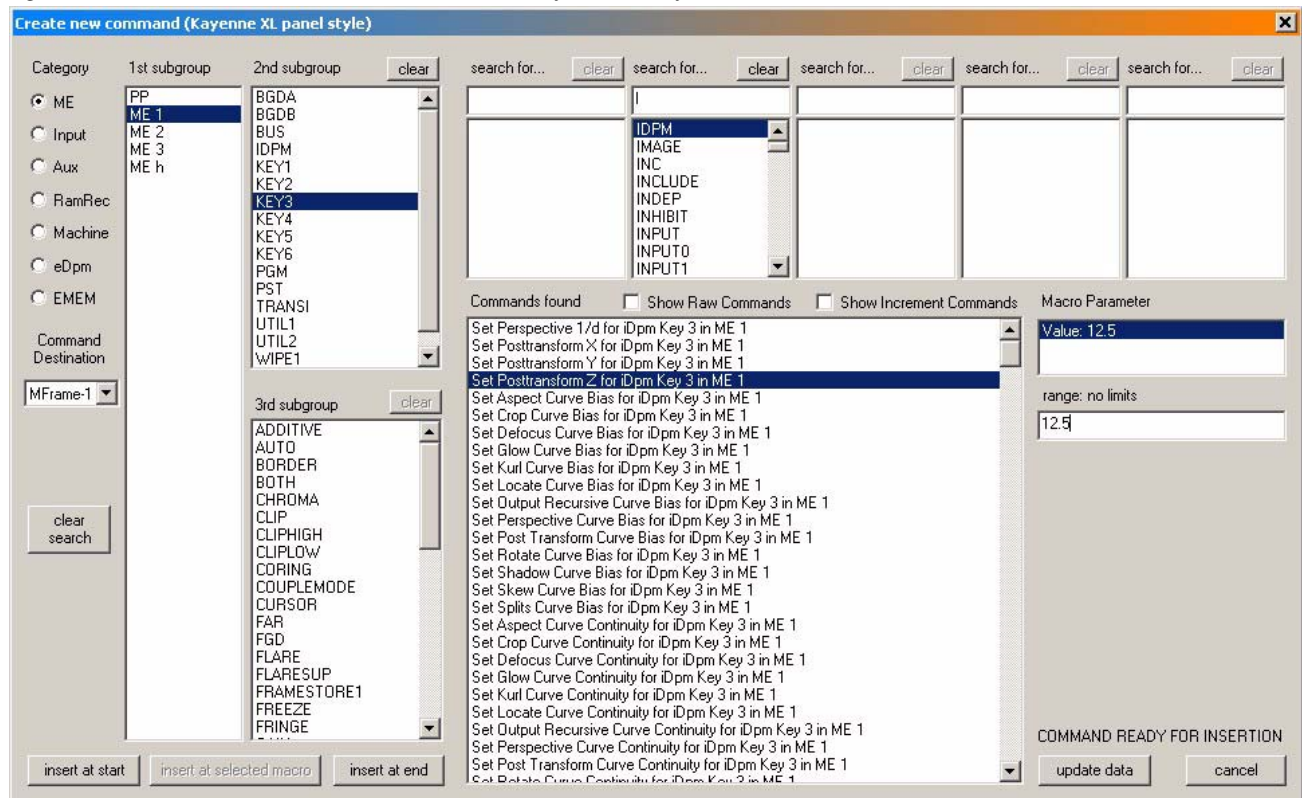 Create new command (Kayenne XL panel style)
Category
ME
Input
Aux
RamRec
Machine
eDpm
EMEM
Command
Destination
MFrame-1
clear
search
1st subgroup
PP
ME 1
ME 2
ME 3
ME h
2nd subgroup
clear
BGDA
BGDB
BUS
IDPM
KEY1
KEY2
KEY3
KEY4
KEY5
KEY6
PGM
PST
TRANSI
UTIL1
UTIL2
WIPE1
3rd subgroup
clear
ADDITIVE
AUTO
BORDER
BOTH
CHROMA
CLIP
CLIPHIGH
CLIPLOW
CORING
COUPLEMODE
CURSOR
FAR
FGD
FLARE
FLARESUP
FRAMESTORE1
FREEZE
FRINGE
insert at start
insert at selected macro
insert at end
search for...
clear
search for...
clear
I
IDPM
IMAGE
INC
INCLUDE
INDEP
INHIBIT
INPUT
INPUT0
INPUT1
search for...
clear
search for...
clear
search for...
clear
Commands found
Show Raw Commands
Show Increment Commands
Set Perspective 1/d for iDpm Key 3 in ME 1
Set Posttransform X for iDpm Key 3 in ME 1
Set Posttransform Y for iDpm Key 3 in ME 1
Set Posttransform Z for iDpm Key 3 in ME 1
Set Aspect Curve Bias for iDpm Key 3 in ME 1
Set Crop Curve Bias for iDpm Key 3 in ME 1
Set Defocus Curve Bias for iDpm Key 3 in ME 1
Set Glow Curve Bias for iDpm Key 3 in ME 1
Set Kurl Curve Bias for iDpm Key 3 in ME 1
Set Locate Curve Bias for iDpm Key 3 in ME 1
Set Output Recursive Curve Bias for iDpm Key 3 in ME 1
Set Perspective Curve Bias for iDpm Key 3 in ME 1
Set Post Transform Curve Bias for iDpm Key 3 in ME 1
Set Rotate Curve Bias for iDpm Key 3 in ME 1
Set Shadow Curve Bias for iDpm Key 3 in ME 1
Set Skew Curve Bias for iDpm Key 3 in ME 1
Set Splits Curve Bias for iDpm Key 3 in ME 1
Set Aspect Curve Continuity for iDpm Key 3 in ME 1
Set Crop Curve Continuity for iDpm Key 3 in ME 1
Set Defocus Curve Continuity for iDpm Key 3 in ME 1
Set Glow Curve Continuity for iDpm Key 3 in ME 1
Set Kurl Curve Continuity for iDpm Key 3 in ME 1
Set Locate Curve Continuity for iDpm Key 3 in ME 1
Set Output Recursive Curve Continuity for iDpm Key 3 in ME 1
Set Perspective Curve Continuity for iDpm Key 3 in ME 1
Set Post Transform Curve Continuity for iDpm Key 3 in ME 1
Set Rotate Curve Continuity for iDpm Key 3 in ME 1
Macro Parameter
Value: 12.5
range: no limits
12.5
COMMAND READY FOR INSERTION
update data
cancel